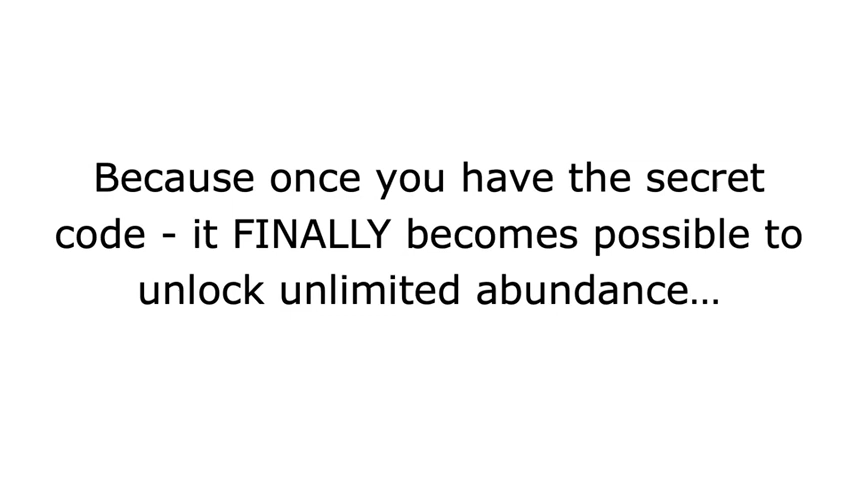 Because once you have the secret
code - it FINALLY becomes possible to
unlock unlimited abundance…